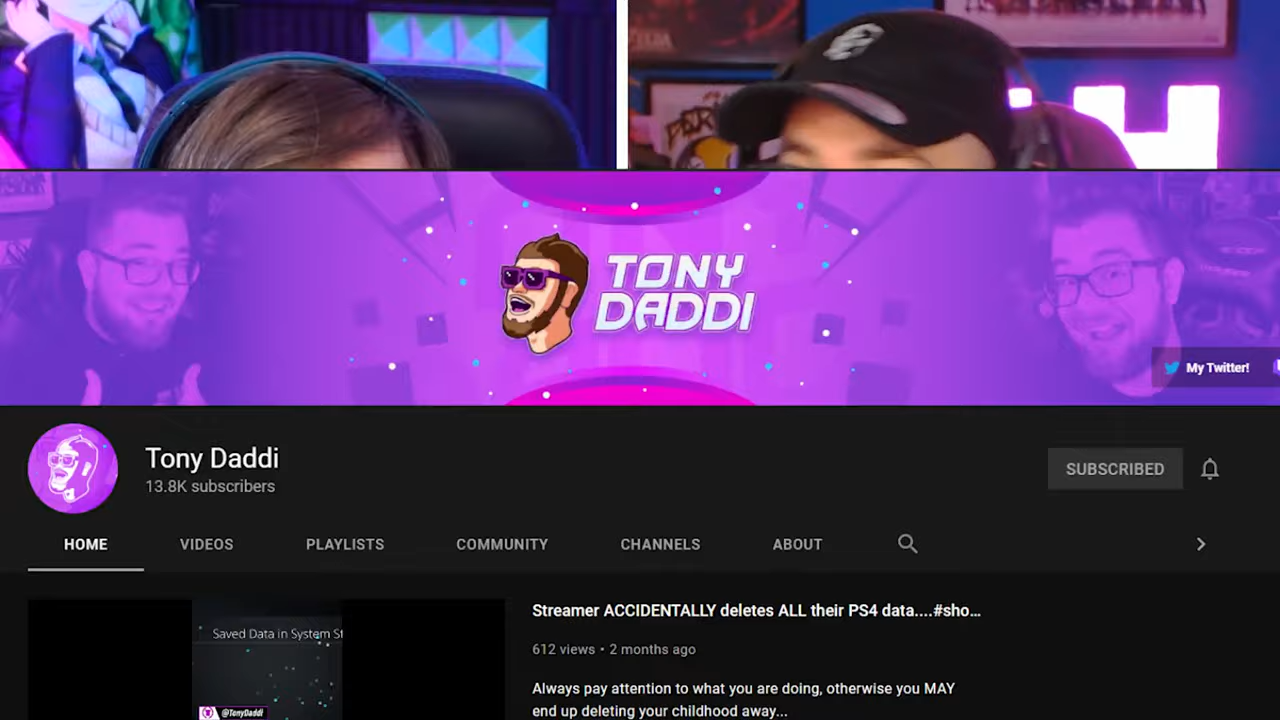 TONY
DADDI
My Twitter!
Tony Daddi
13.8K subscribers
SUBSCRIBED
HOME
VIDEOS
PLAYLISTS
COMMUNITY
CHANNELS
ABOUT
Streamer ACCIDENTALLY deletes ALL their PS4 data....#sho...
Saved Data in System St
612 views • 2 months ago
Always pay attention to what you are doing, otherwise you MAY
end up deleting your childhood away...
@TonyDaddi